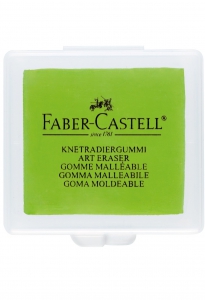 FABER-CASTELL®
since 1761
KNETRADIERGUMMI
ART ERASER
GOMME MALLÉABLE
GOMMA MALLEABILE
GOMA MOLDEABLE